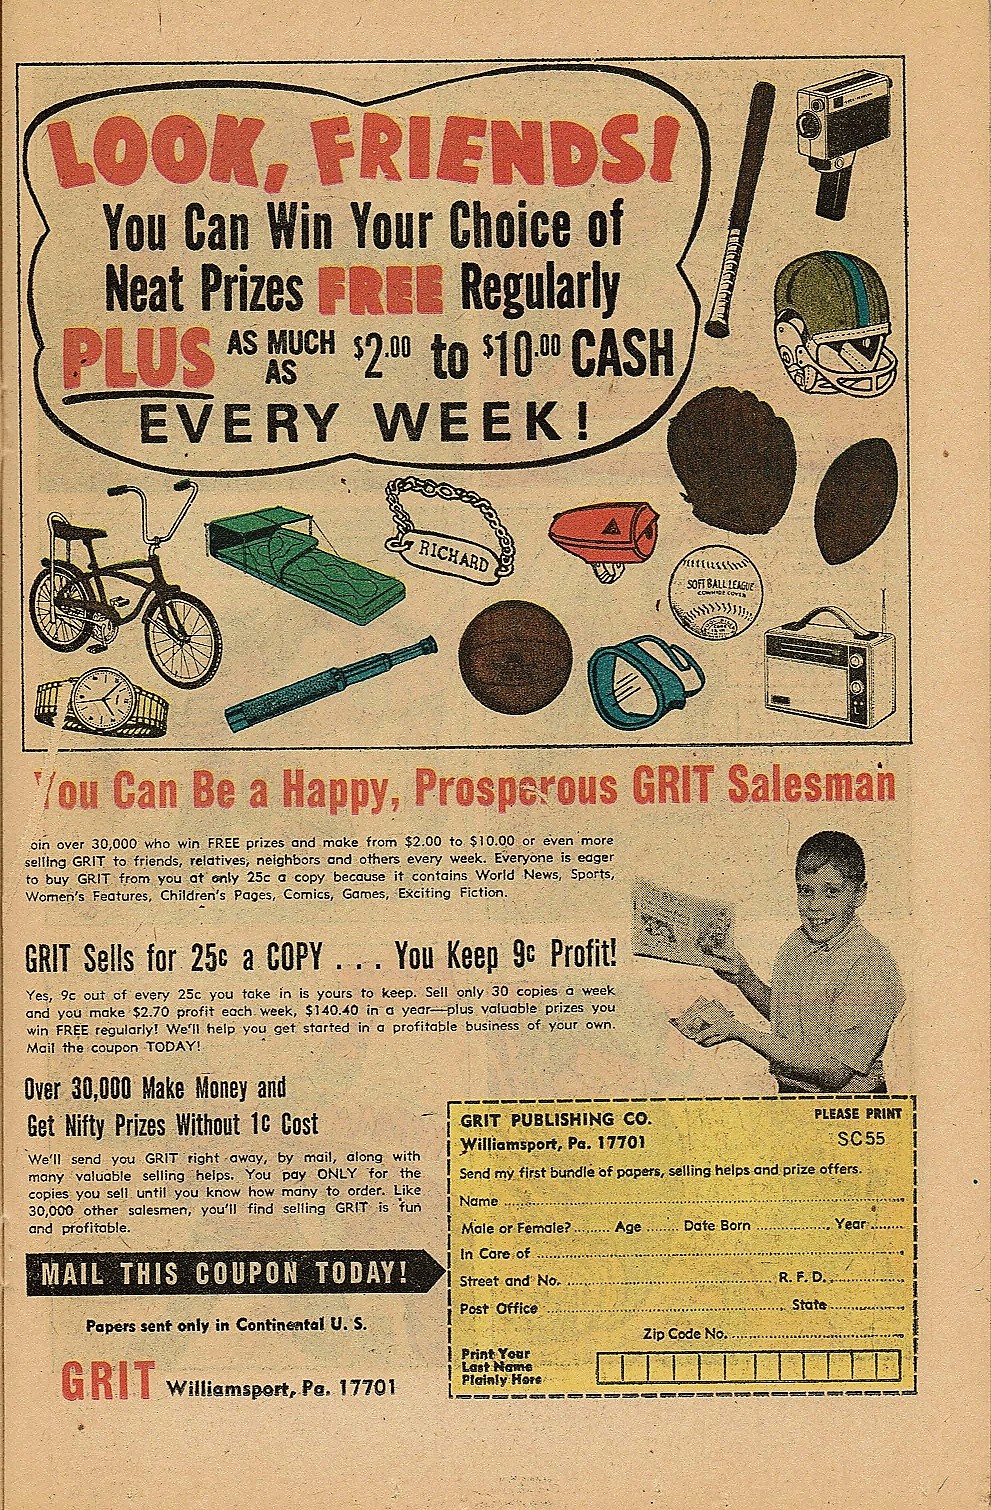 LOOK, FRIENDS!
You Can Win Your Choice of
Neat Prizes FREE Regularly
PLUS AS MUCH AS $2.00 to $10.00 CASH
EVERY WEEK!
RICHARD
SOFT BALL LEAGUE
COWHIDE COVER
You Can Be a Happy, Prosperous GRIT Salesman
oin over 30,000 who win FREE prizes and make from $2.00 to $10.00 or even more
selling GRIT to friends, relatives, neighbors and others every week. Everyone is eager
to buy GRIT from you at only 25c a copy because it contains World News, Sports,
Women's Features, Children's Pages, Comics, Games, Exciting Fiction.
GRIT Sells for 25c a COPY . . . You Keep 9c Profit!
Yes, 9c out of every 25c you take in is yours to keep. Sell only 30 copies a week
and you make $2.70 profit each week, $140.40 in a year—plus valuable prizes you
win FREE regularly! We'll help you get started in a profitable business of your own.
Mail the coupon TODAY!
Over 30,000 Make Money and
Get Nifty Prizes Without 1c Cost
We'll send you GRIT right away, by mail, along with
many valuable selling helps. You pay ONLY for the
copies you sell until you know how many to order. Like
30,000 other salesmen, you'll find selling GRIT is fun
and profitable.
MAIL THIS COUPON TODAY!
Papers sent only in Continental U. S.
GRIT Williamsport, Pa. 17701
GRIT PUBLISHING CO. PLEASE PRINT
Williamsport, Pa. 17701 SC55
Send my first bundle of papers, selling helps and prize offers.
Name
Male or Female? Age Date Born Year
In Care of
Street and No. R. F. D.
Post Office State
Zip Code No.
Print Your
Last Name
Plainly Here